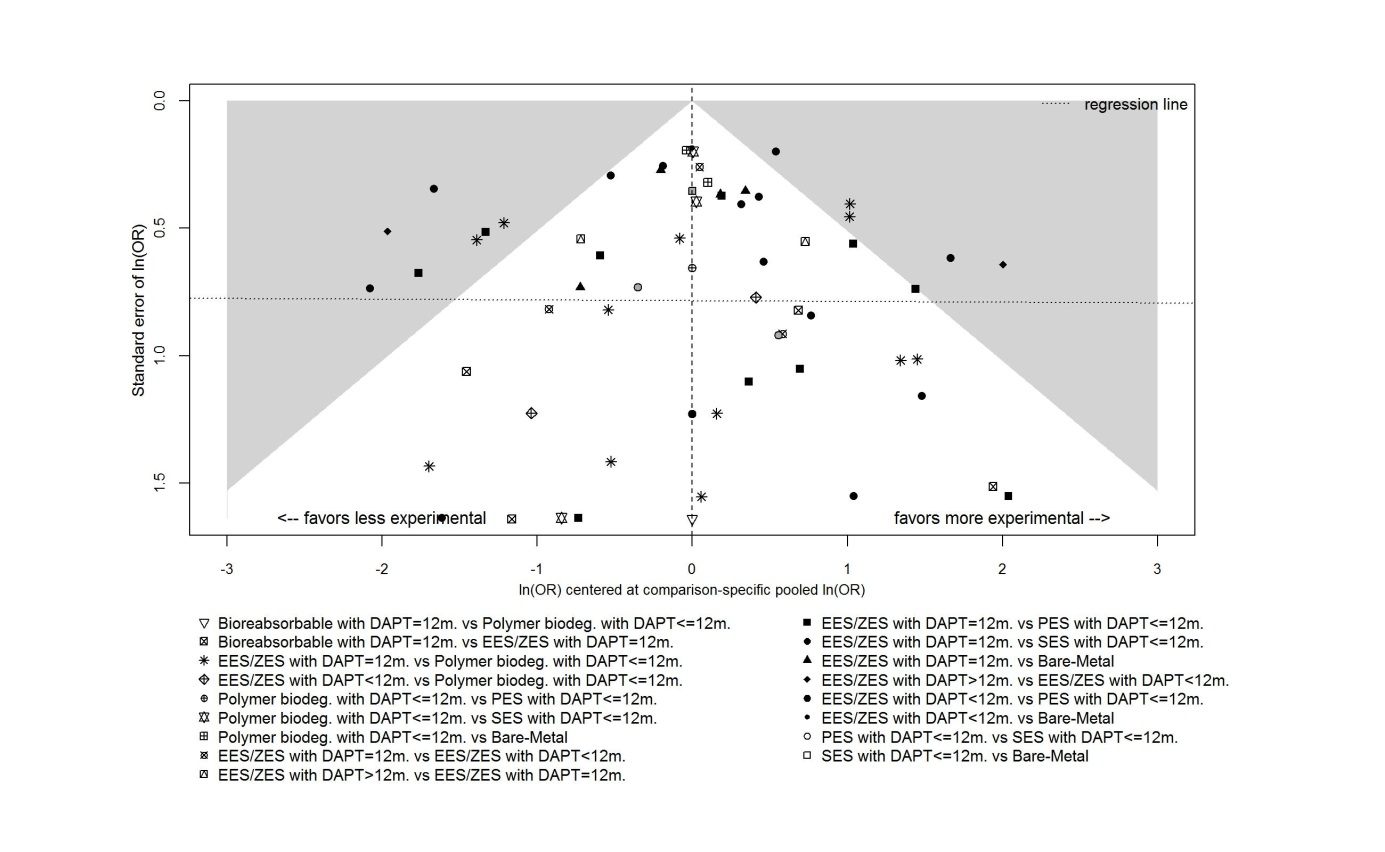 regression line
0.0
0.5
1.0
1.5
Standard error of ln(OR)
<-- favors less experimental
favors more experimental -->
-3 -2 -1 0 1 2 3
ln(OR) centered at comparison-specific pooled ln(OR)
Bioreabsorbable with DAPT=12m. vs Polymer biodeg. with DAPT<=12m.
Bioreabsorbable with DAPT=12m. vs EES/ZES with DAPT=12m.
EES/ZES with DAPT=12m. vs Polymer biodeg. with DAPT<=12m.
EES/ZES with DAPT<12m. vs Polymer biodeg. with DAPT<=12m.
Polymer biodeg. with DAPT<=12m. vs PES with DAPT<=12m.
Polymer biodeg. with DAPT<=12m. vs SES with DAPT<=12m.
Polymer biodeg. with DAPT<=12m. vs Bare-Metal
EES/ZES with DAPT=12m. vs EES/ZES with DAPT<12m.
EES/ZES with DAPT>12m. vs EES/ZES with DAPT=12m.
EES/ZES with DAPT=12m. vs PES with DAPT<=12m.
EES/ZES with DAPT=12m. vs SES with DAPT<=12m.
EES/ZES with DAPT=12m. vs Bare-Metal
EES/ZES with DAPT>12m. vs EES/ZES with DAPT<12m.
EES/ZES with DAPT<12m. vs PES with DAPT<=12m.
EES/ZES with DAPT<12m. vs Bare-Metal
PES with DAPT<=12m. vs SES with DAPT<=12m.
SES with DAPT<=12m. vs Bare-Metal